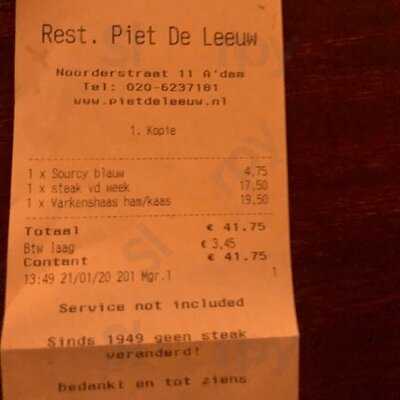 Rest. Piet De Leeuw
Noorderstraat 11 A'dam
Tel: 020-6237181
www.pietdeleeuw.nl
1. Kopie
1 x Sourcy blauw 4,75
1 x steak vd week 17,50
1 x Varkenshaas ham/kaas 19,50
Totaal € 41.75
Btw laag € 3,45
Contant € 41.75
13:49 21/01/20 201 Mgr.1 1
Service not included
Sinds 1949 geen steak
veranderd!
Bedankt en tot ziens